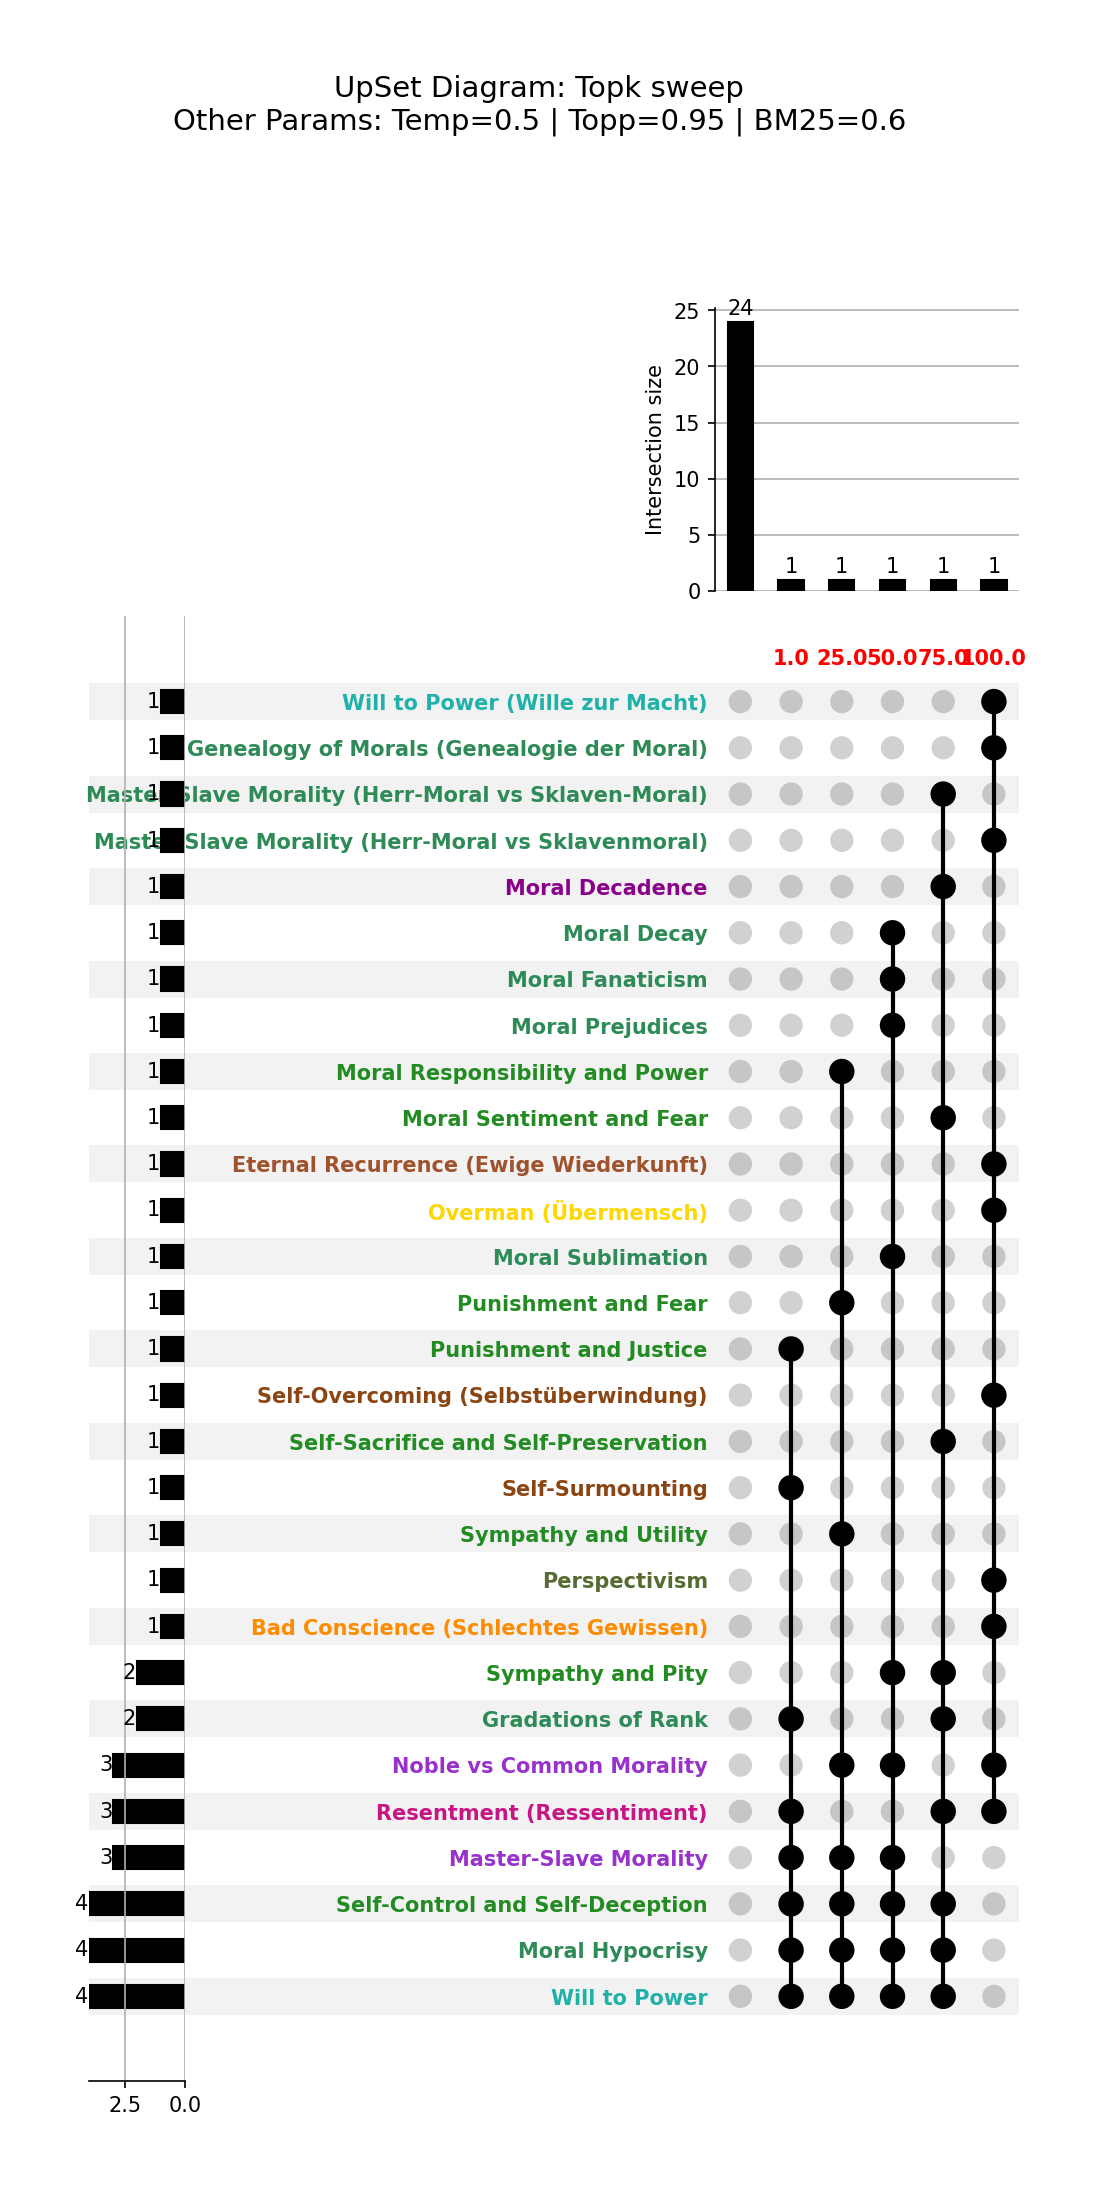 UpSet Diagram: Topk sweep
Other Params: Temp=0.5 | Topp=0.95 | BM25=0.6
24
25
20
15
10
5
0
Intersection size
1 1 1 1 1
1.0 25.0 50.0 75.0 100.0
1 Will to Power (Wille zur Macht)
1 Genealogy of Morals (Genealogie der Moral)
1 Master-Slave Morality (Herr-Moral vs Sklaven-Moral)
1 Master-Slave Morality (Herr-Moral vs Sklavenmoral)
1 Moral Decadence
1 Moral Decay
1 Moral Fanaticism
1 Moral Prejudices
1 Moral Responsibility and Power
1 Moral Sentiment and Fear
1 Eternal Recurrence (Ewige Wiederkunft)
1 Overman (Übermensch)
1 Moral Sublimation
1 Punishment and Fear
1 Punishment and Justice
1 Self-Overcoming (Selbstüberwindung)
1 Self-Sacrifice and Self-Preservation
1 Self-Surmounting
1 Sympathy and Utility
1 Perspectivism
1 Bad Conscience (Schlechtes Gewissen)
2 Sympathy and Pity
2 Gradations of Rank
3 Noble vs Common Morality
3 Resentment (Ressentiment)
3 Master-Slave Morality
4 Self-Control and Self-Deception
4 Moral Hypocrisy
4 Will to Power
2.5 0.0